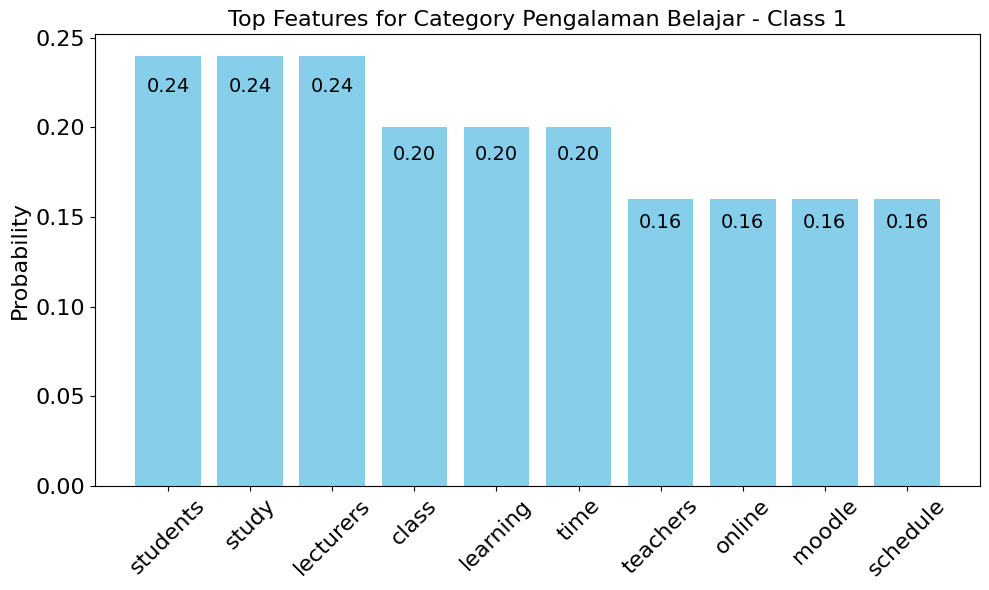 Top Features for Category Pengalaman Belajar - Class 1
Probability
0.25
0.20
0.15
0.10
0.05
0.00
0.24
0.24
0.24
0.20
0.20
0.20
0.16
0.16
0.16
0.16
students
study
lecturers
class
learning
time
teachers
online
moodle
schedule